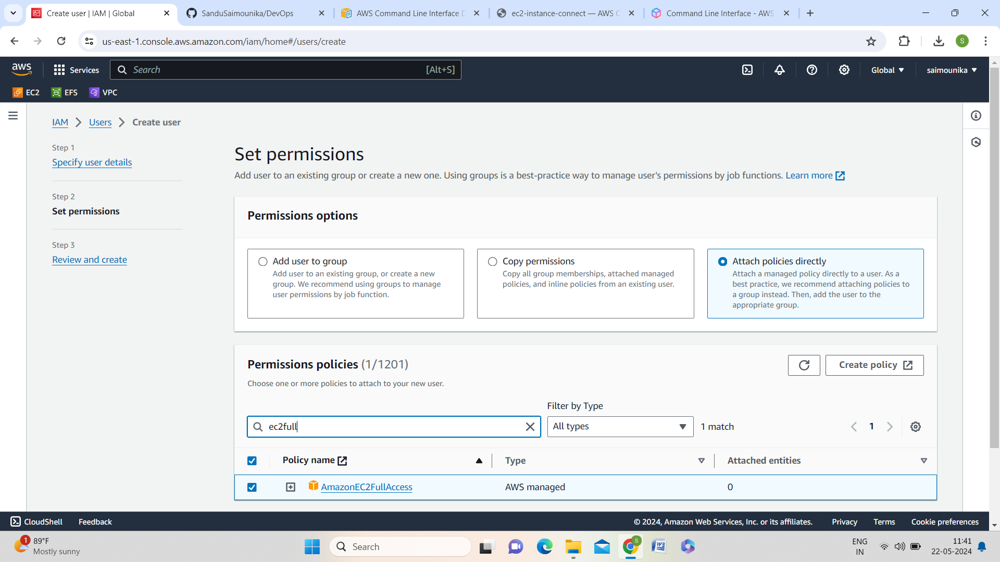 Create user | IAM | Global
SanduSaimounika/DevOps
AWS Command Line Interface D
ec2-instance-connect — AWS C
Command Line Interface - AWS
us-east-1.console.aws.amazon.com/iam/home#/users/create
S
aws
Services
Search
[Alt+S]
Global
saimounika
EC2
EFS
VPC
IAM
Users
Create user
Step 1
Specify user details
Step 2
Set permissions
Step 3
Review and create
Set permissions
Add user to an existing group or create a new one. Using groups is a best-practice way to manage user's permissions by job functions. Learn more
Permissions options
Add user to group
Add user to an existing group, or create a new
group. We recommend using groups to manage
user permissions by job function.
Copy permissions
Copy all group memberships, attached managed
policies, and inline policies from an existing user.
Attach policies directly
Attach a managed policy directly to a user. As a
best practice, we recommend attaching policies to
a group instead. Then, add the user to the
appropriate group.
Permissions policies (1/1201)
Create policy
Choose one or more policies to attach to your new user.
Filter by Type
ec2full
All types
1 match
1
Policy name
Type
Attached entities
AmazonEC2FullAccess
AWS managed
0
CloudShell
Feedback
© 2024, Amazon Web Services, Inc. or its affiliates.
Privacy
Terms
Cookie preferences
1
89°F
Mostly sunny
Search
S
ENG
IN
11:41
22-05-2024